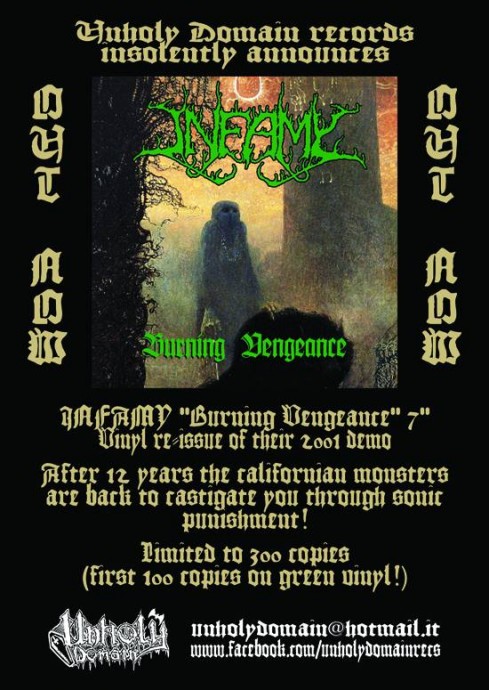 Unholy Domain records
insolently announces
OUT NOW
OUT NOW
INFAMY
Burning Vengeance
INFAMY "Burning Vengeance" 7"
Vinyl re-issue of their 2001 demo
After 12 years the californian monsters
are back to castigate you through sonic
punishment!
Limited to 300 copies
(first 100 copies on green vinyl!)
Unholy
Domain
unholydomain@hotmail.it
www.facebook.com/unholydomainrecs